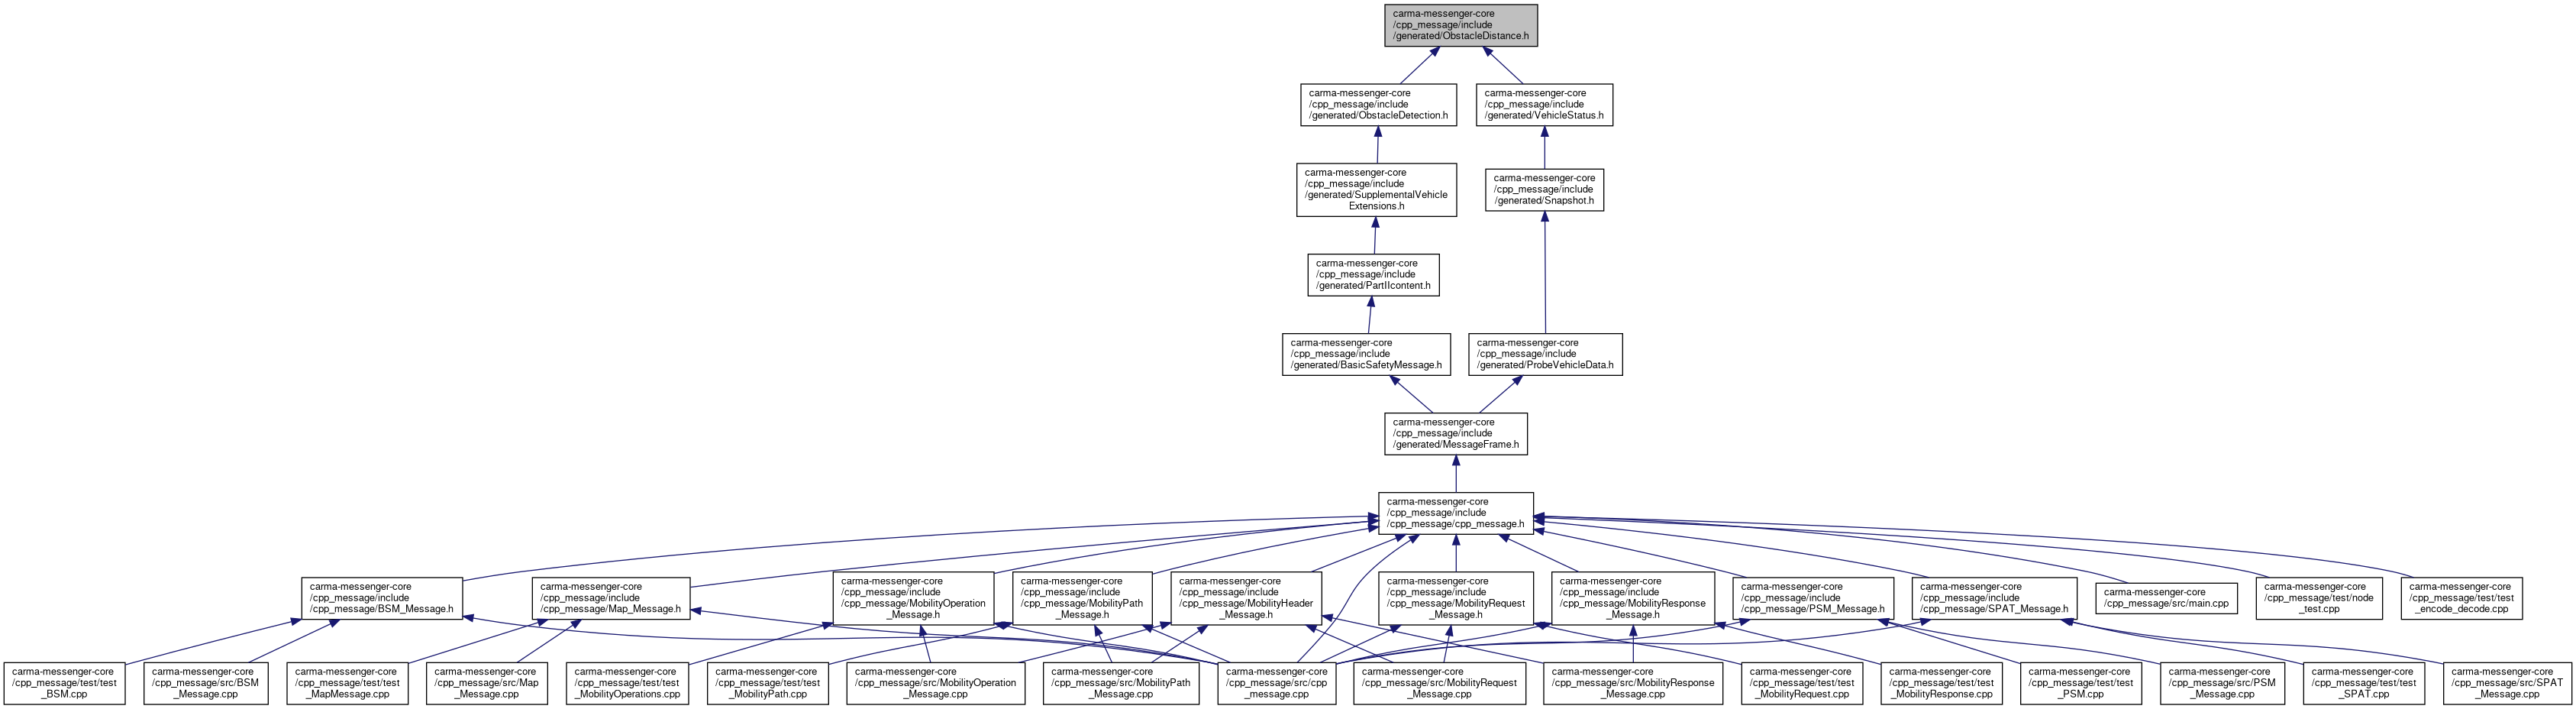 carma-messenger-core
/cpp_message/include
/generated/ObstacleDistance.h
carma-messenger-core
/cpp_message/include
/generated/ObstacleDetection.h
carma-messenger-core
/cpp_message/include
/generated/VehicleStatus.h
carma-messenger-core
/cpp_message/include
/generated/SupplementalVehicle
Extensions.h
carma-messenger-core
/cpp_message/include
/generated/Snapshot.h
carma-messenger-core
/cpp_message/include
/generated/PartIIcontent.h
carma-messenger-core
/cpp_message/include
/generated/BasicSafetyMessage.h
carma-messenger-core
/cpp_message/include
/generated/ProbeVehicleData.h
carma-messenger-core
/cpp_message/include
/generated/MessageFrame.h
carma-messenger-core
/cpp_message/include
/cpp_message/cpp_message.h
carma-messenger-core
/cpp_message/include
/cpp_message/BSM_Message.h
carma-messenger-core
/cpp_message/include
/cpp_message/Map_Message.h
carma-messenger-core
/cpp_message/include
/cpp_message/MobilityOperation
_Message.h
carma-messenger-core
/cpp_message/include
/cpp_message/MobilityPath
_Message.h
carma-messenger-core
/cpp_message/include
/cpp_message/MobilityHeader
_Message.h
carma-messenger-core
/cpp_message/include
/cpp_message/MobilityRequest
_Message.h
carma-messenger-core
/cpp_message/include
/cpp_message/MobilityResponse
_Message.h
carma-messenger-core
/cpp_message/include
/cpp_message/PSM_Message.h
carma-messenger-core
/cpp_message/include
/cpp_message/SPAT_Message.h
carma-messenger-core
/cpp_message/src/main.cpp
carma-messenger-core
/cpp_message/test/node
_test.cpp
carma-messenger-core
/cpp_message/test/test
_encode_decode.cpp
carma-messenger-core
/cpp_message/test/test
_BSM.cpp
carma-messenger-core
/cpp_message/src/BSM
_Message.cpp
carma-messenger-core
/cpp_message/test/test
_MapMessage.cpp
carma-messenger-core
/cpp_message/src/Map
_Message.cpp
carma-messenger-core
/cpp_message/test/test
_MobilityOperations.cpp
carma-messenger-core
/cpp_message/test/test
_MobilityPath.cpp
carma-messenger-core
/cpp_message/src/MobilityOperation
_Message.cpp
carma-messenger-core
/cpp_message/src/MobilityPath
_Message.cpp
carma-messenger-core
/cpp_message/src/cpp
_message.cpp
carma-messenger-core
/cpp_message/src/MobilityRequest
_Message.cpp
carma-messenger-core
/cpp_message/src/MobilityResponse
_Message.cpp
carma-messenger-core
/cpp_message/test/test
_MobilityRequest.cpp
carma-messenger-core
/cpp_message/test/test
_MobilityResponse.cpp
carma-messenger-core
/cpp_message/test/test
_PSM.cpp
carma-messenger-core
/cpp_message/src/PSM
_Message.cpp
carma-messenger-core
/cpp_message/test/test
_SPAT.cpp
carma-messenger-core
/cpp_message/src/SPAT
_Message.cpp